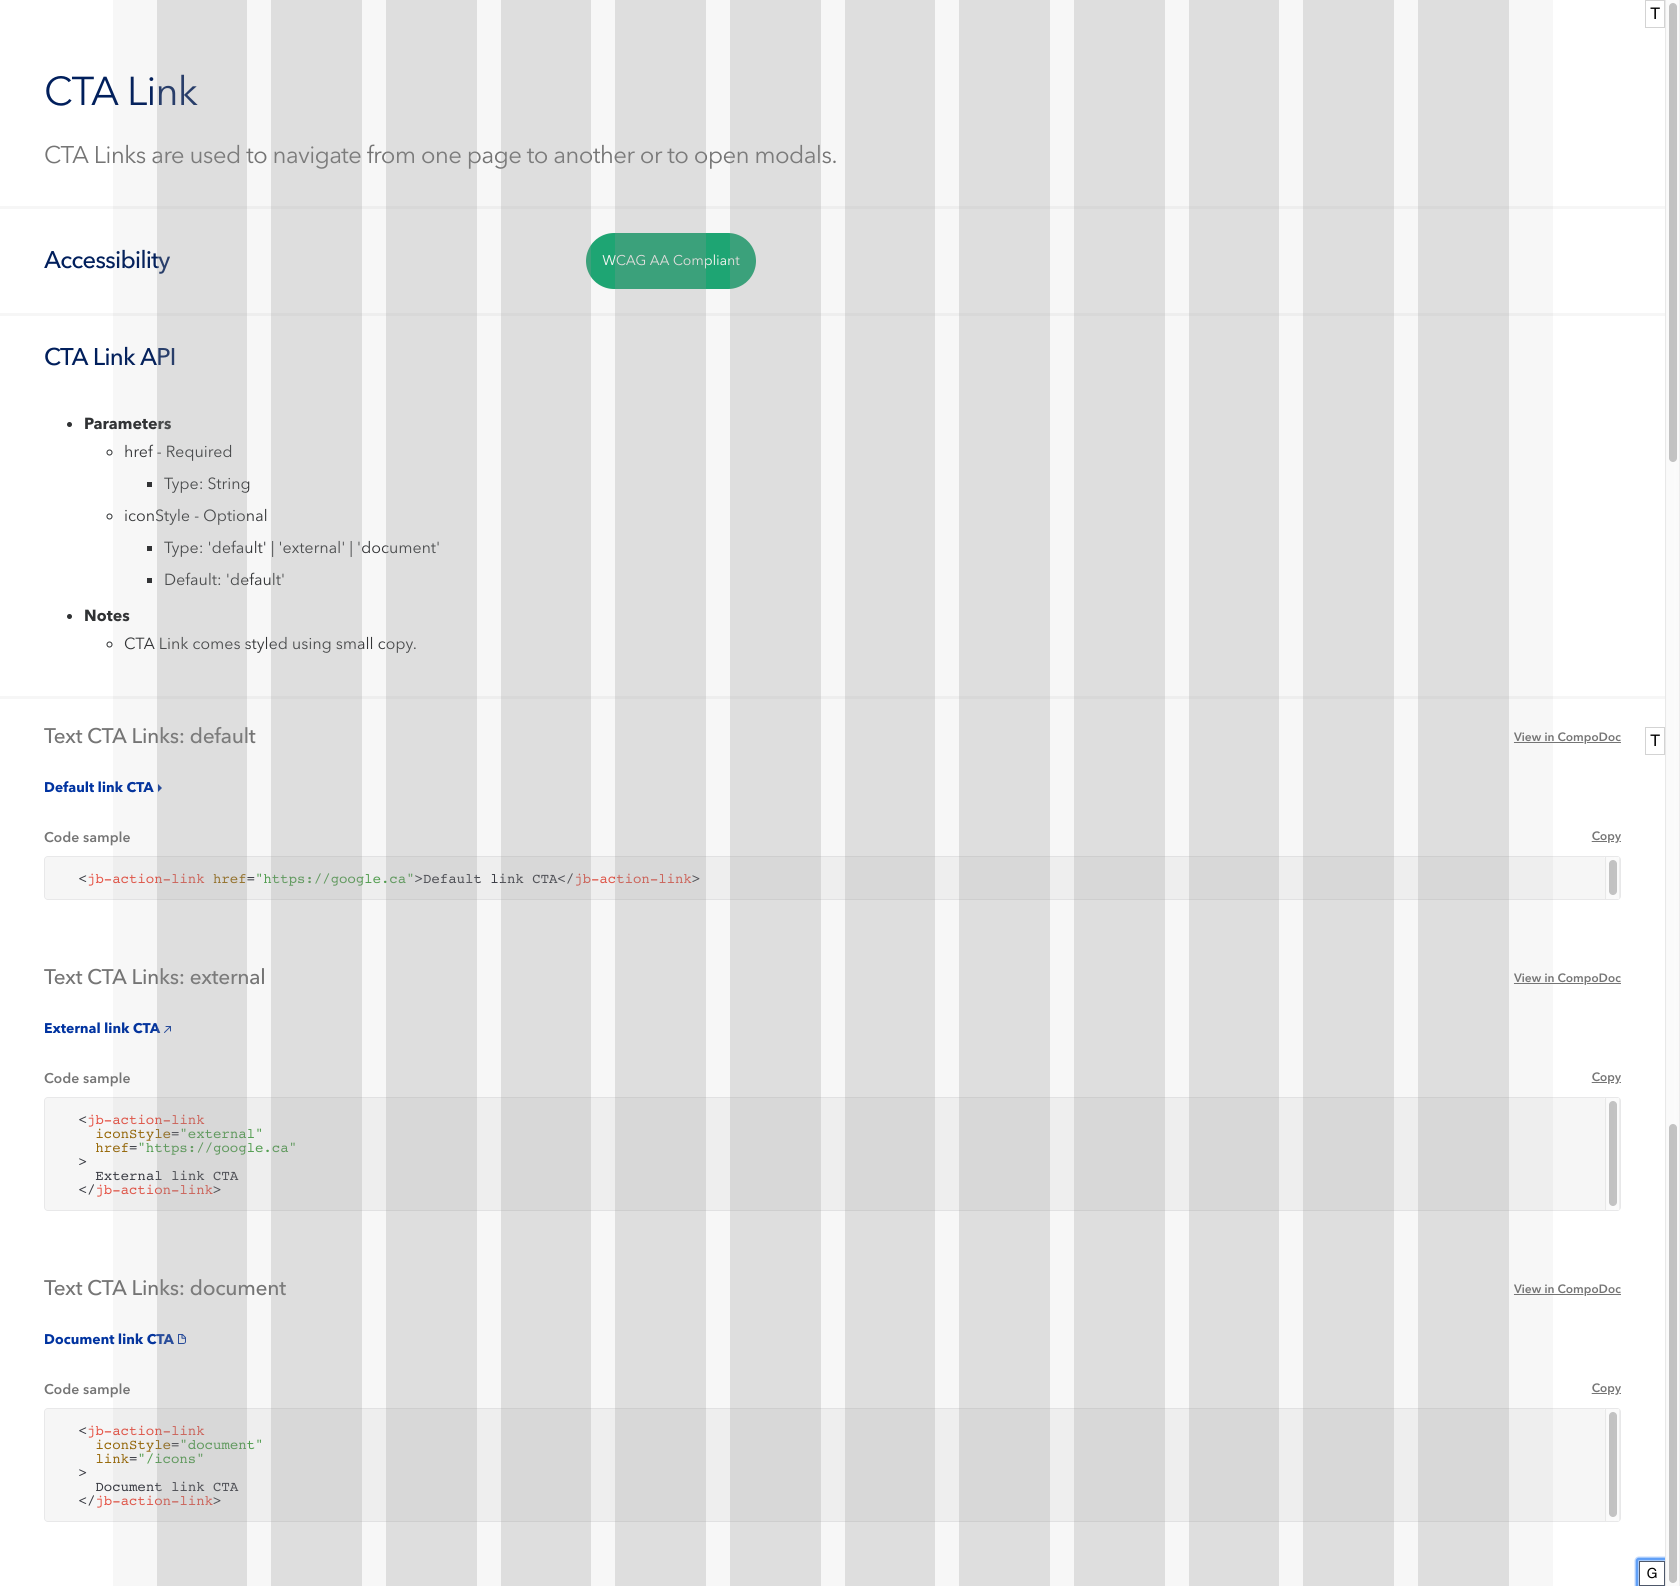 T
CTA Link
CTA Links are used to navigate from one page to another or to open modals.
Accessibility
WCAG AA Compliant
CTA Link API
Parameters
href - Required
Type: String
iconStyle - Optional
Type: 'default' | 'external' | 'document'
Default: 'default'
Notes
CTA Link comes styled using small copy.
Text CTA Links: default
View in CompoDoc
T
Default link CTA
Code sample
Copy
<jb-action-link href="https://google.ca">Default link CTA</jb-action-link>
Text CTA Links: external
View in CompoDoc
External link CTA
Code sample
Copy
<jb-action-link
iconStyle="external"
href="https://google.ca"
>
External link CTA
</jb-action-link>
Text CTA Links: document
View in CompoDoc
Document link CTA
Code sample
Copy
<jb-action-link
iconStyle="document"
link="/icons"
>
Document link CTA
</jb-action-link>
G